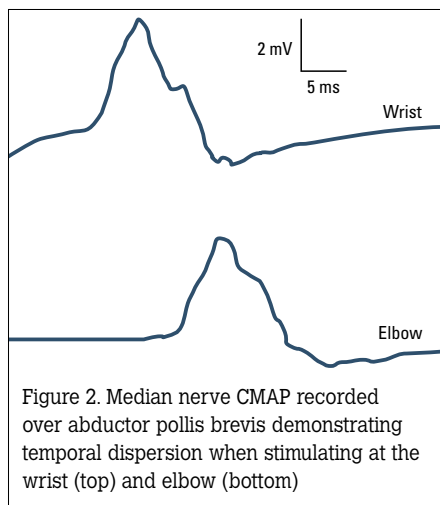 2 mV
5 ms
Wrist
Elbow
Figure 2. Median nerve CMAP recorded
over abductor pollis brevis demonstrating
temporal dispersion when stimulating at the
wrist (top) and elbow (bottom)